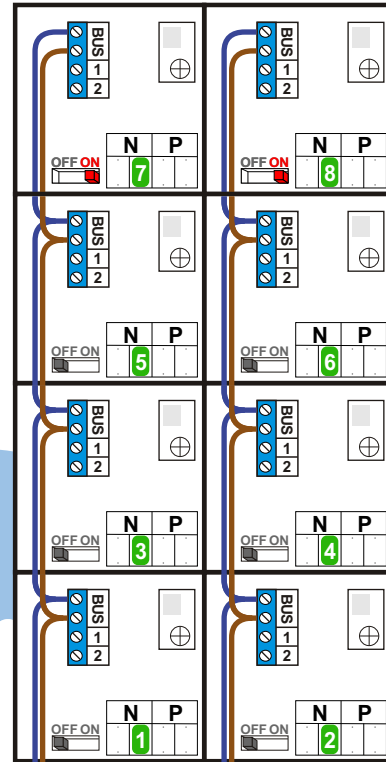 BUS BUS
1 1
2 2
N P N P
OFF ON OFF ON
7 8
BUS BUS
1 1
2 2
N P N P
OFF ON OFF ON
5 6
BUS BUS
1 1
2 2
N P N P
OFF ON OFF ON
3 4
BUS BUS
1 1
2 2
N P N P
OFF ON OFF ON
1 2